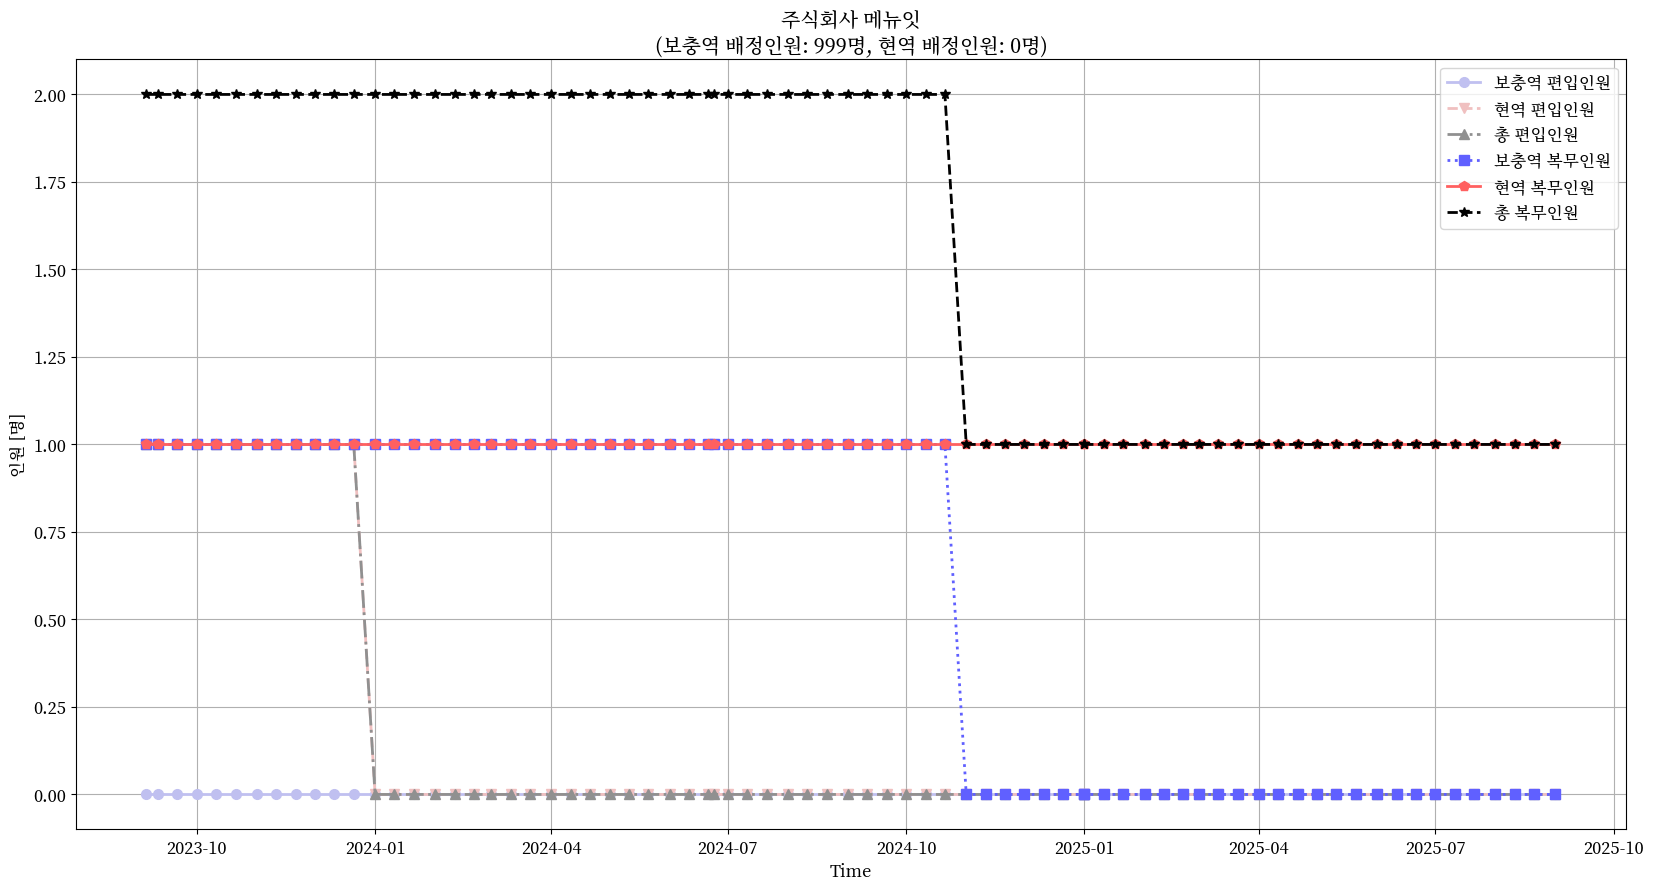 주식회사 메뉴잇
(보충역 배정인원: 999명, 현역 배정인원: 0명)
보충역 편입인원
현역 편입인원
총 편입인원
보충역 복무인원
현역 복무인원
총 복무인원
인원 [명]
2.00
1.75
1.50
1.25
1.00
0.75
0.50
0.25
0.00
2023-10
2024-01
2024-04
2024-07
2024-10
2025-01
2025-04
2025-07
2025-10
Time